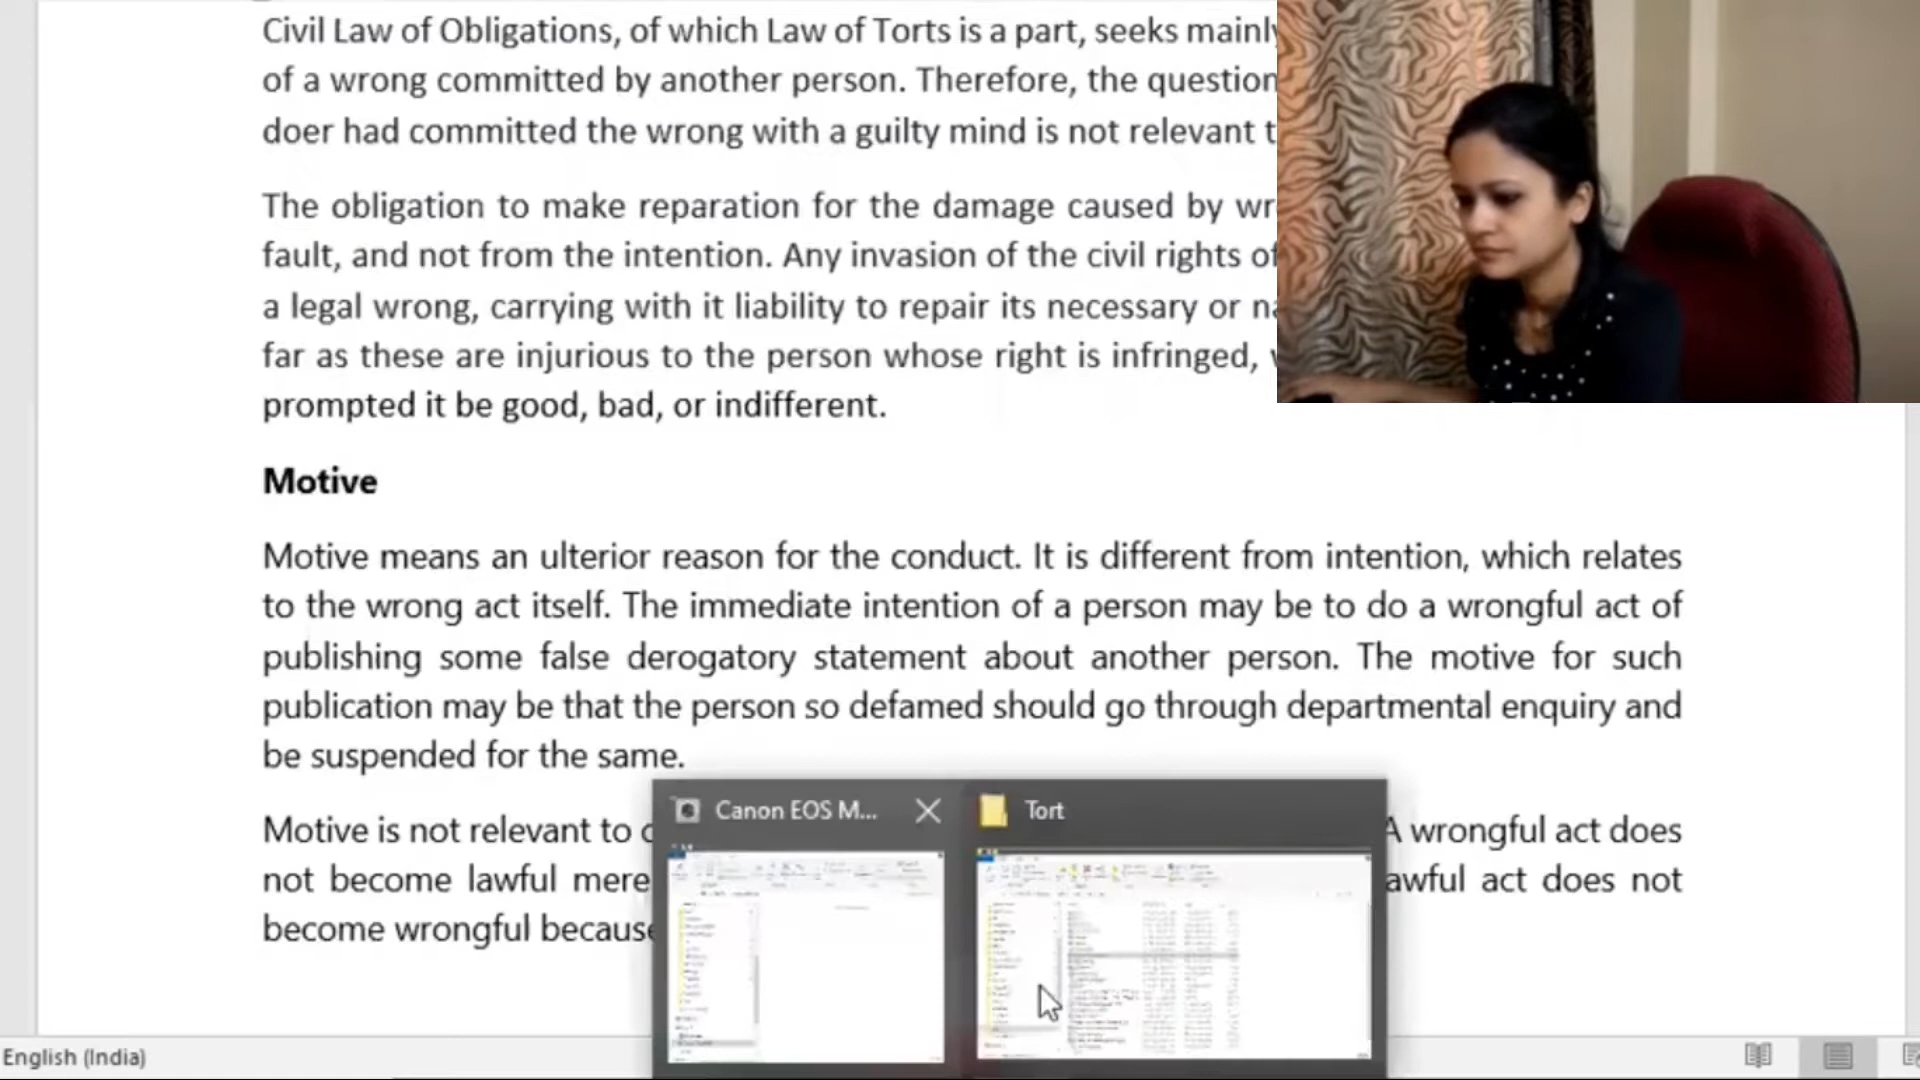 Civil Law of Obligations, of which Law of Torts is a part, seeks mainly
of a wrong committed by another person. Therefore, the question
doer had committed the wrong with a guilty mind is not relevant
The obligation to make reparation for the damage caused by
fault, and not from the intention. Any invasion of the civil rights of
a legal wrong, carrying with it liability to repair its necessary or
far as these are injurious to the person whose right is infringed,
prompted it be good, bad, or indifferent.
Motive
Motive means an ulterior reason for the conduct. It is different from intention, which relates
to the wrong act itself. The immediate intention of a person may be to do a wrongful act of
publishing some false derogatory statement about another person. The motive for such
publication may be that the person so defamed should go through departmental enquiry and
be suspended for the same.
Canon EOS M...
Tort
Motive is not relevant to A wrongful act does
not become lawful mere awful act does not
become wrongful because
English (India)